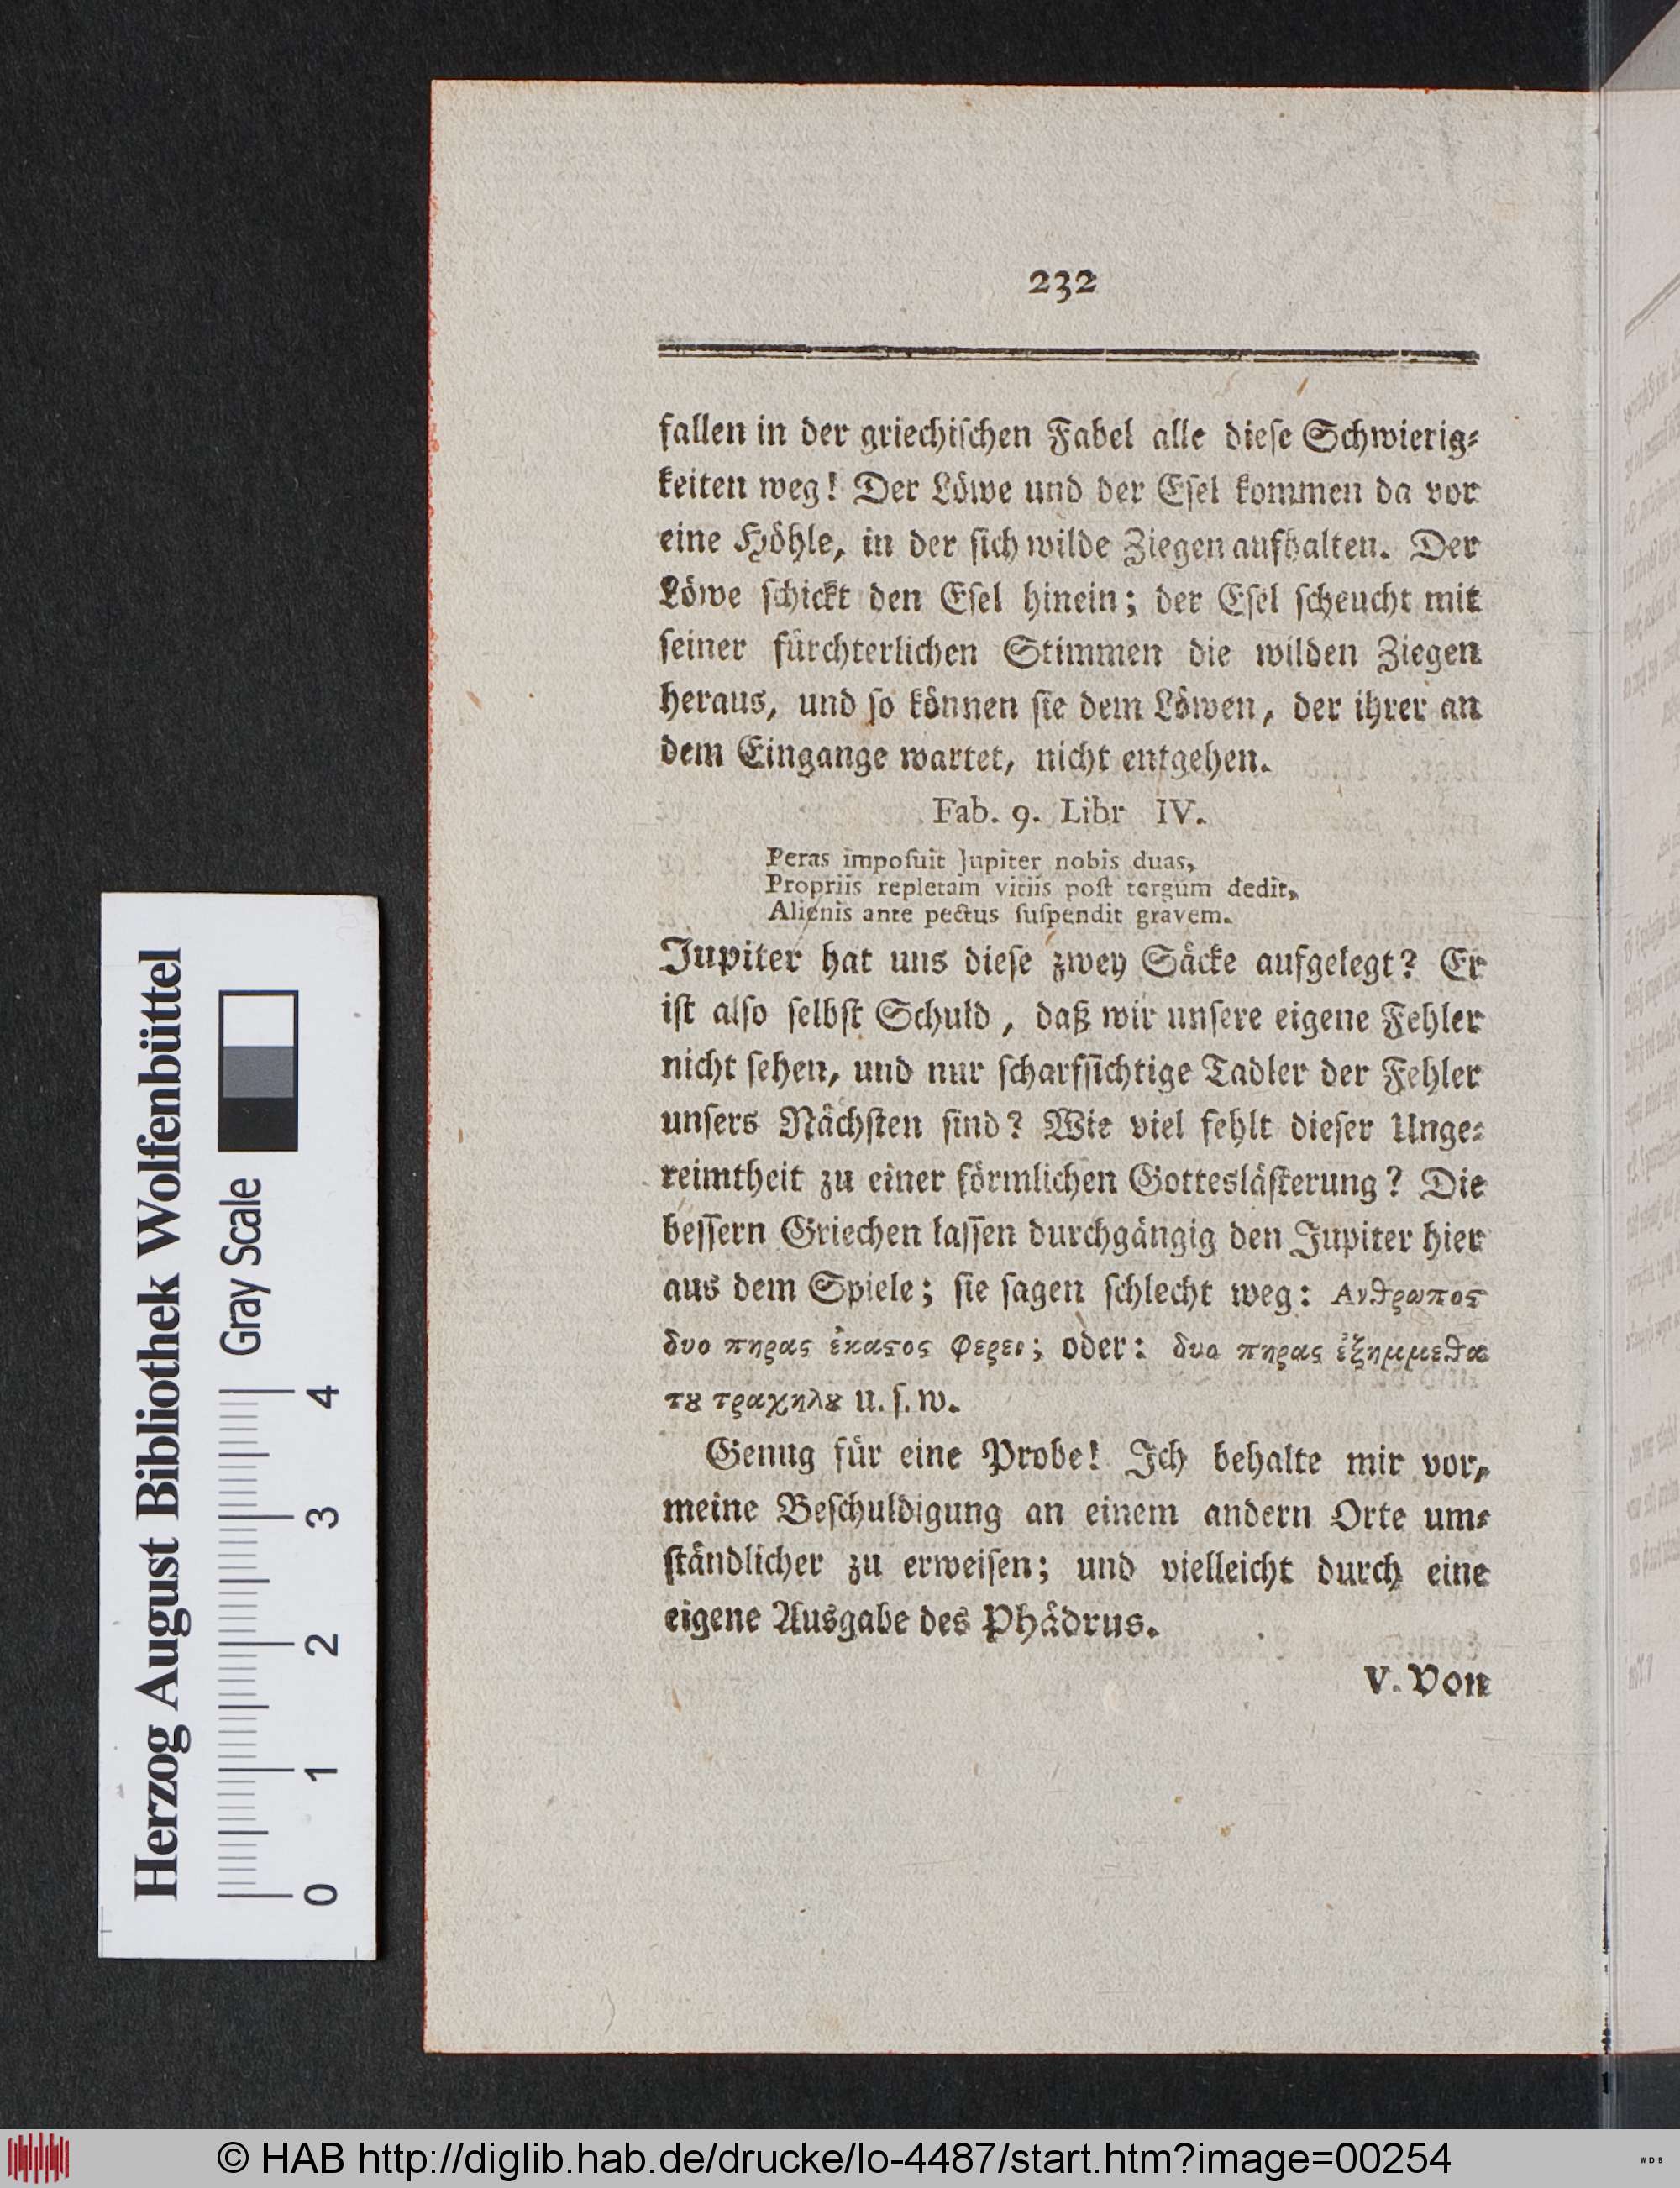 232
fallen in der griechiſchen Fabel alle dieſe Schwierig⸗
keiten weg! Der Löwe und der Eſel kommen da vor
eine Höhle, in der ſich wilde Ziegen aufhalten. Der
Löwe ſchickt den Eſel hinein; der Eſel ſcheucht mit
ſeiner fürchterlichen Stimmen die wilden Ziegen
heraus, und ſo können ſie dem Löwen, der ihrer an
dem Eingange wartet, nicht entgehen.
Fab. 9. Libr IV.
Peras impoſuit Jupiter nobis duas,
Propriis repletam vitiis poſt tergum dedit,
Alienis ante pectus ſuſpendit gravem.
Jupiter hat uns dieſe zwey Säcke aufgelegt? Er
iſt alſo ſelbſt Schuld, daß wir unſere eigene Fehler
nicht ſehen, und nur ſcharfſichtige Tadler der Fehler
unſers Nächſten ſind? Wie viel fehlt dieſer Unge⸗
reimtheit zu einer förmlichen Gottesläſterung? Die
beſſern Griechen laſſen durchgängig den Jupiter hier
aus dem Spiele; ſie ſagen ſchlecht weg: Ανθρωπος
δυο πηρας ἑκαϛος φερει; oder: δυο πηρας ἐξημμεθα
τȣ τραχηλȣ u. ſ. w.
Genug für eine Probe! Ich behalte mir vor,
meine Beſchuldigung an einem andern Orte um⸗
ſtändlicher zu erweiſen; und vielleicht durch eine
eigene Ausgabe des Phädrus.
V. Von
Herzog August Bibliothek Wolfenbüttel
Gray Scale
0 1 2 3 4
© HAB http://diglib.hab.de/drucke/lo-4487/start.htm?image=00254
WDB